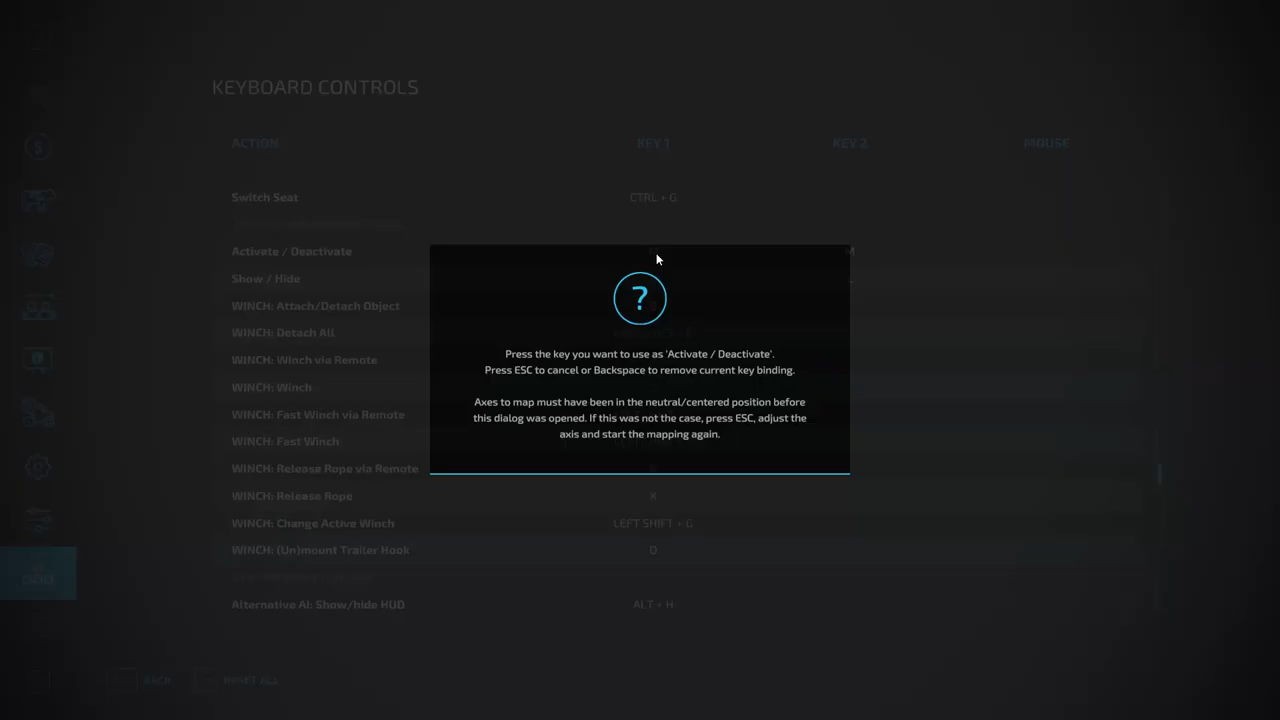 KEYBOARD CONTROLS
ACTION KEY 1 KEY 2 MOUSE
Switch Seat CTRL + G
Activate / Deactivate
Show / Hide
?
WINCH: Attach/Detach Object
WINCH: Detach All
Press the key you want to use as 'Activate / Deactivate'.
WINCH: Winch via Remote
Press ESC to cancel or Backspace to remove current key binding.
WINCH: Winch
Axes to map must have been in the neutral/centered position before
WINCH: Fast Winch via Remote
this dialog was opened. If this was not the case, press ESC, adjust the
axis and start the mapping again.
WINCH: Fast Winch
WINCH: Release Rope via Remote
WINCH: Release Rope X
WINCH: Change Active Winch LEFT SHIFT + G
WINCH: (Un)mount Trailer Hook O
Alternative AI: Show/hide HUD ALT + H
BACK RESET ALL